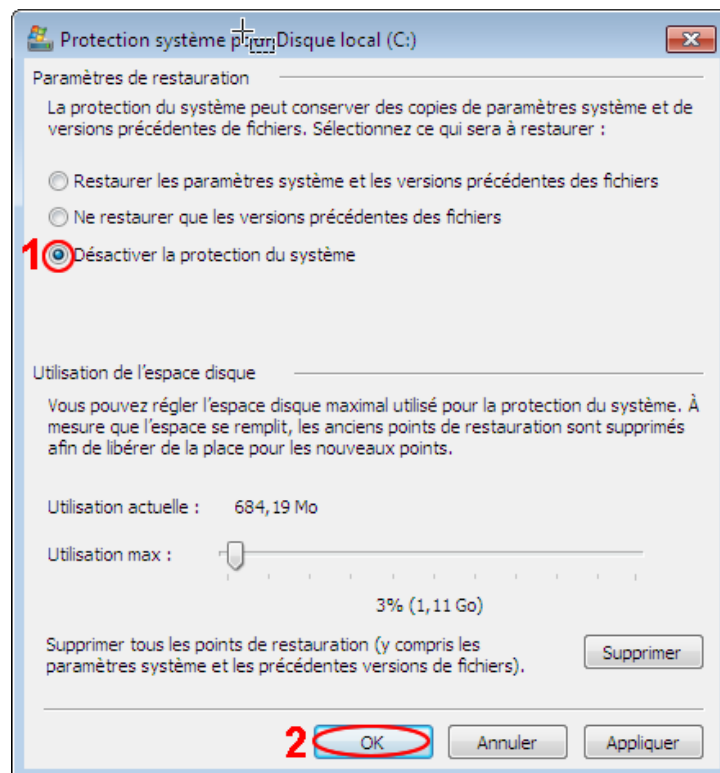 Protection système pour Disque local (C:)
Paramètres de restauration
La protection du système peut conserver des copies de paramètres système et de
versions précédentes de fichiers. Sélectionnez ce qui sera à restaurer :
Restaurer les paramètres système et les versions précédentes des fichiers
Ne restaurer que les versions précédentes des fichiers
1 Désactiver la protection du système
Utilisation de l'espace disque
Vous pouvez régler l'espace disque maximal utilisé pour la protection du système. À
mesure que l'espace se remplit, les anciens points de restauration sont supprimés
afin de libérer de la place pour les nouveaux points.
Utilisation actuelle : 684,19 Mo
Utilisation max :
3% (1,11 Go)
Supprimer tous les points de restauration (y compris les
paramètres système et les précédentes versions de fichiers).
Supprimer
2 OK Annuler Appliquer